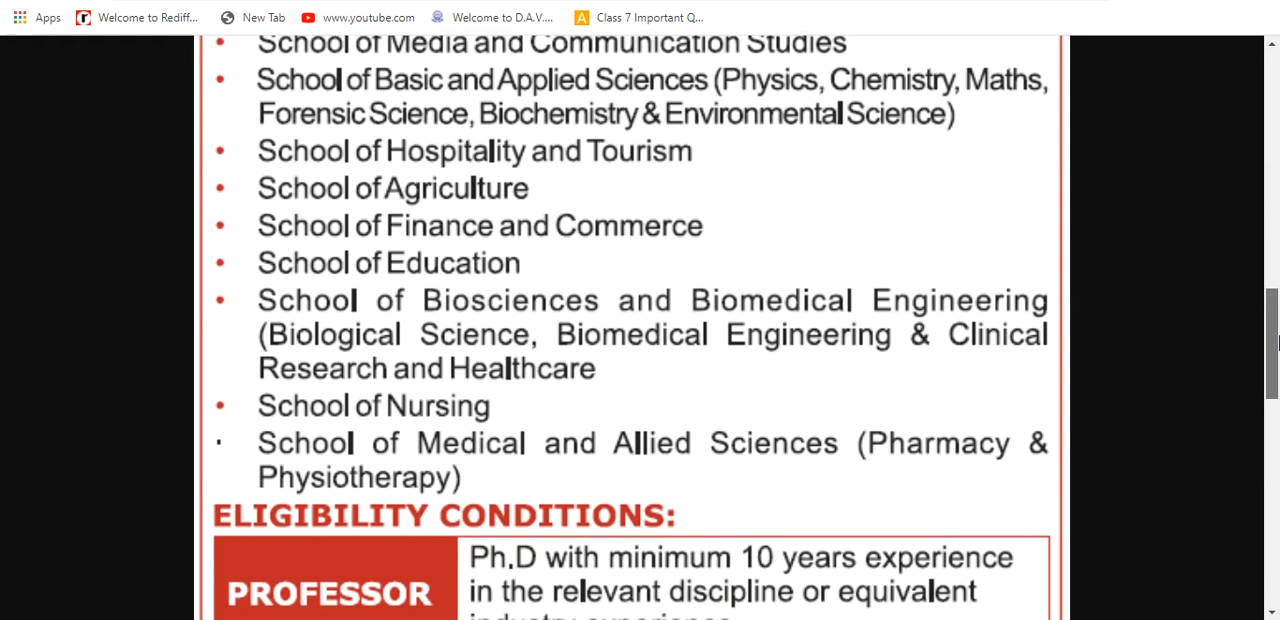 Apps Welcome to Rediff... New Tab www.youtube.com Welcome to D.A.V.... Class 7 Important Q...
• School of Media and Communication Studies
• School of Basic and Applied Sciences (Physics, Chemistry, Maths,
Forensic Science, Biochemistry & Environmental Science)
• School of Hospitality and Tourism
• School of Agriculture
• School of Finance and Commerce
• School of Education
• School of Biosciences and Biomedical Engineering
(Biological Science, Biomedical Engineering & Clinical
Research and Healthcare
• School of Nursing
· School of Medical and Allied Sciences (Pharmacy &
Physiotherapy)
ELIGIBILITY CONDITIONS:
Ph.D with minimum 10 years experience
PROFESSOR in the relevant discipline or equivalent
industry experience